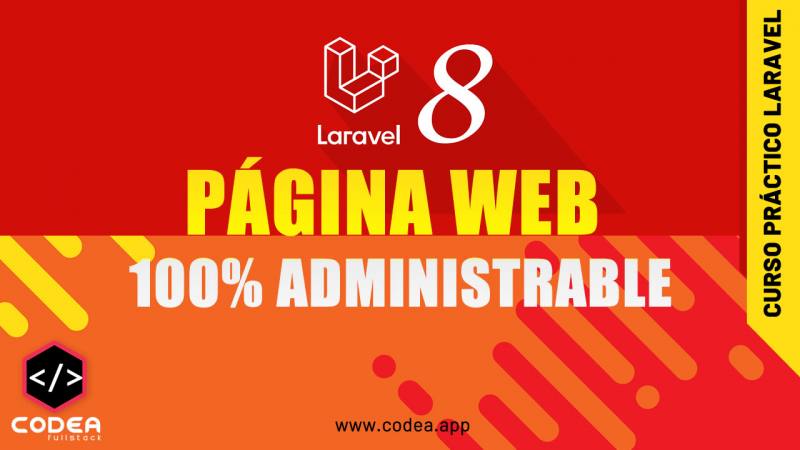 Laravel 8
PÁGINA WEB
100% ADMINISTRABLE
CURSO PRÁCTICO LARAVEL
</>
CODEA
fullstack
www.codea.app